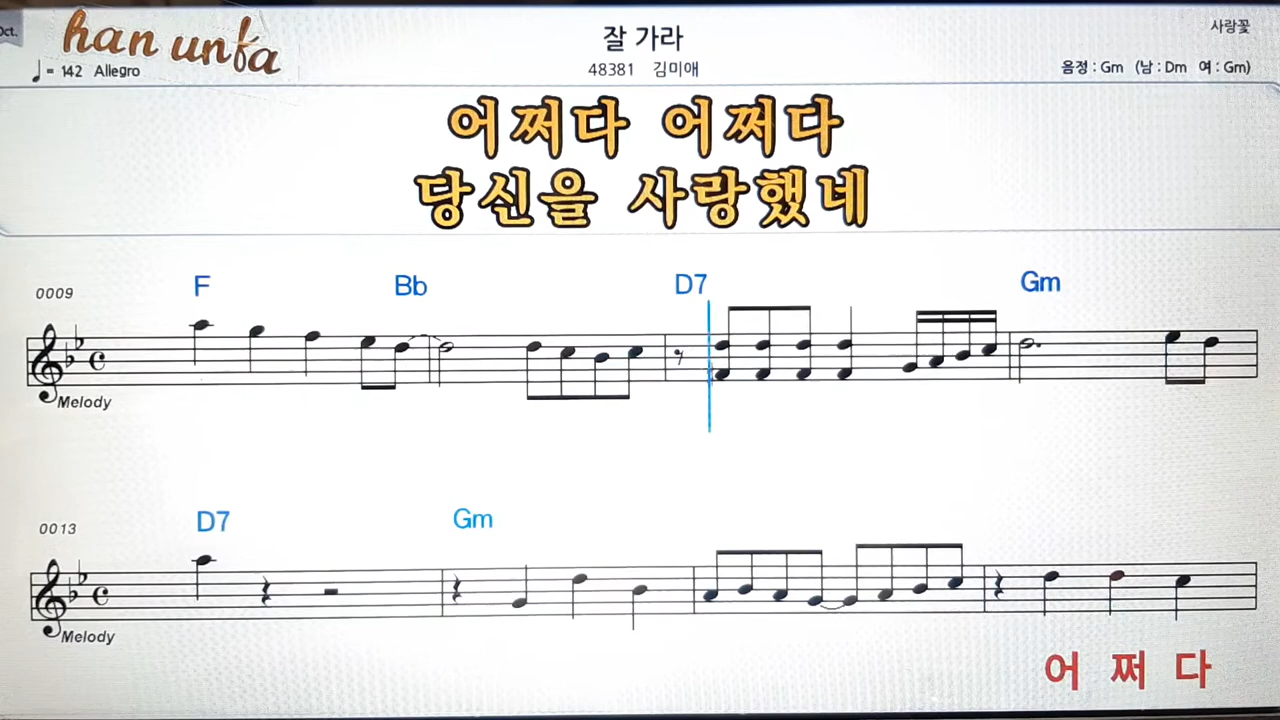 Oct.
han unfa
사랑꽃
잘 가라
♩= 142 Allegro
48381 김미애
음정 : Gm (남 : Dm 여 : Gm)
어쩌다 어쩌다
당신을 사랑했네
F Bb D7 Gm
0009
Melody
D7 Gm
0013
Melody
어 쩌 다